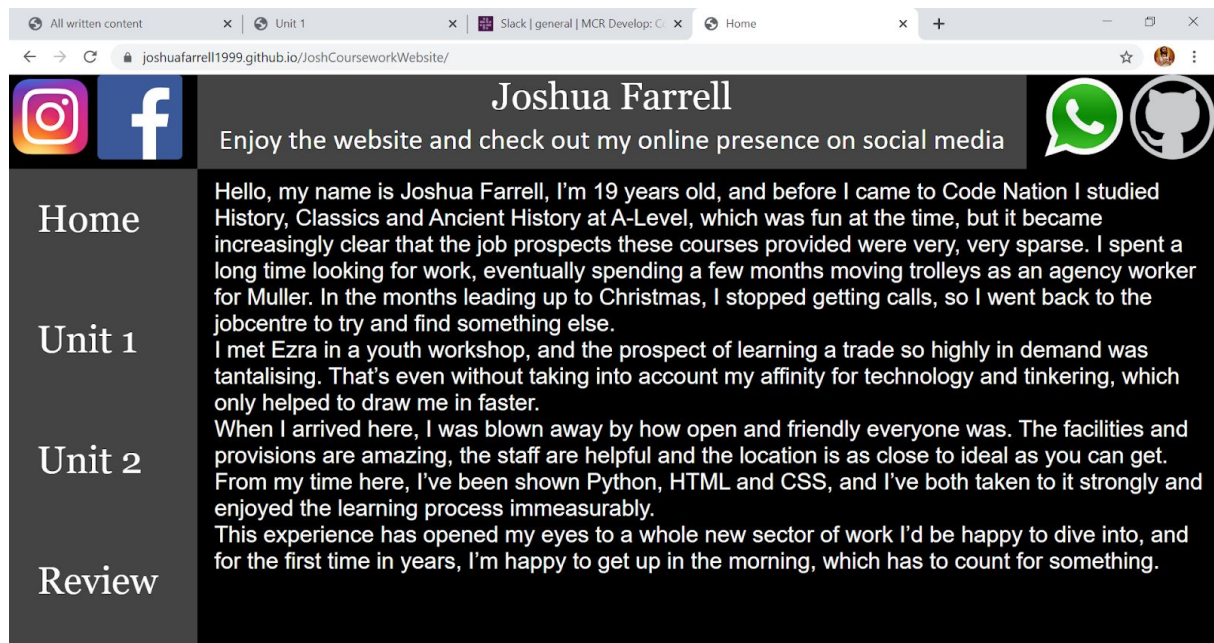 All written content
Unit 1
Slack | general | MCR Develop: Co
Home
joshuafarrell1999.github.io/JoshCourseworkWebsite/
Joshua Farrell
Enjoy the website and check out my online presence on social media
Home
Unit 1
Unit 2
Review
Hello, my name is Joshua Farrell, I’m 19 years old, and before I came to Code Nation I studied
History, Classics and Ancient History at A-Level, which was fun at the time, but it became
increasingly clear that the job prospects these courses provided were very, very sparse. I spent a
long time looking for work, eventually spending a few months moving trolleys as an agency worker
for Muller. In the months leading up to Christmas, I stopped getting calls, so I went back to the
jobcentre to try and find something else.
I met Ezra in a youth workshop, and the prospect of learning a trade so highly in demand was
tantalising. That’s even without taking into account my affinity for technology and tinkering, which
only helped to draw me in faster.
When I arrived here, I was blown away by how open and friendly everyone was. The facilities and
provisions are amazing, the staff are helpful and the location is as close to ideal as you can get.
From my time here, I’ve been shown Python, HTML and CSS, and I’ve both taken to it strongly and
enjoyed the learning process immeasurably.
This experience has opened my eyes to a whole new sector of work I’d be happy to dive into, and
for the first time in years, I’m happy to get up in the morning, which has to count for something.